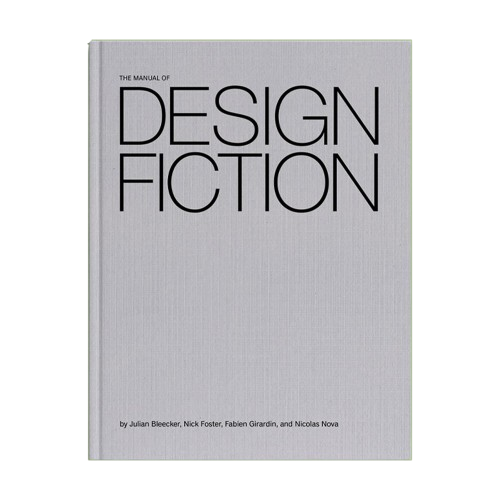 THE MANUAL OF
DESIGN
FICTION
by Julian Bleecker, Nick Foster, Fabien Girardin, and Nicolas Nova